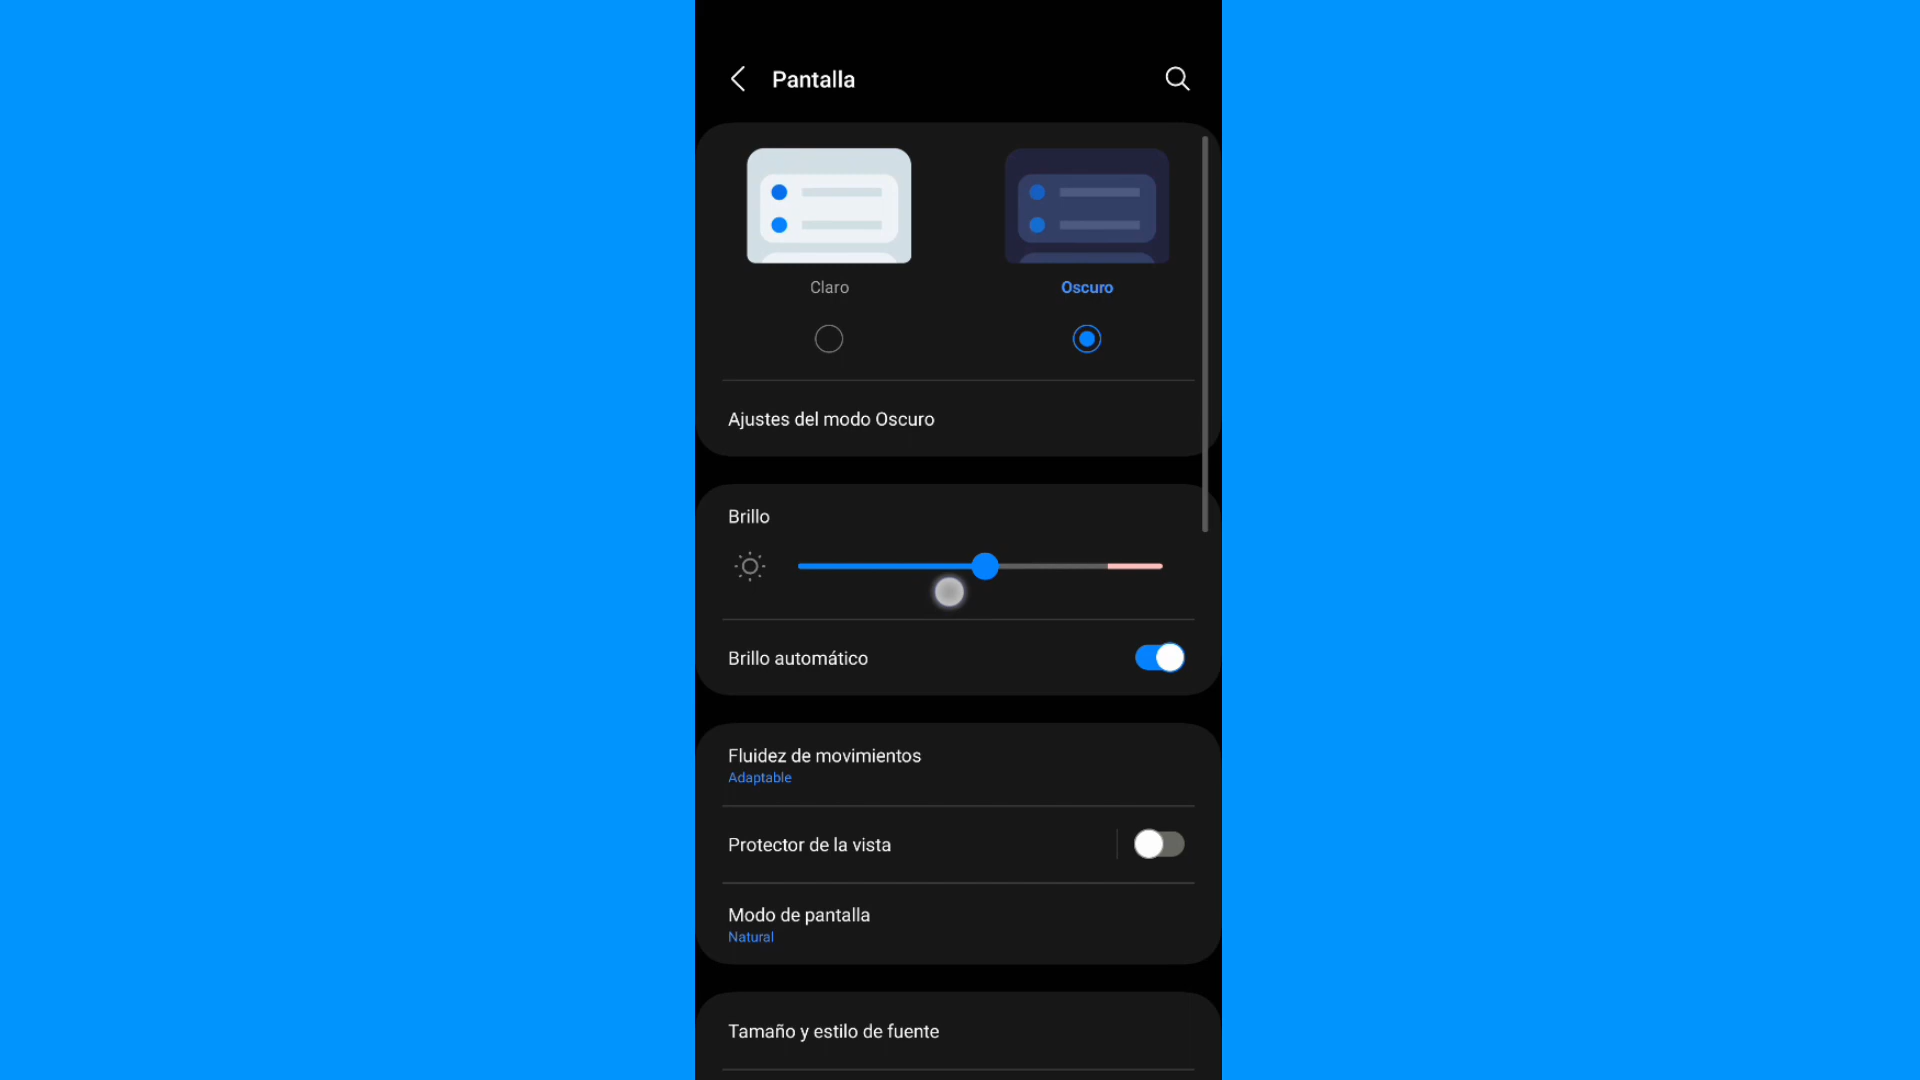 Pantalla
Claro
Oscuro
Ajustes del modo Oscuro
Brillo
Brillo automático
Fluidez de movimientos
Adaptable
Protector de la vista
Modo de pantalla
Natural
Tamaño y estilo de fuente